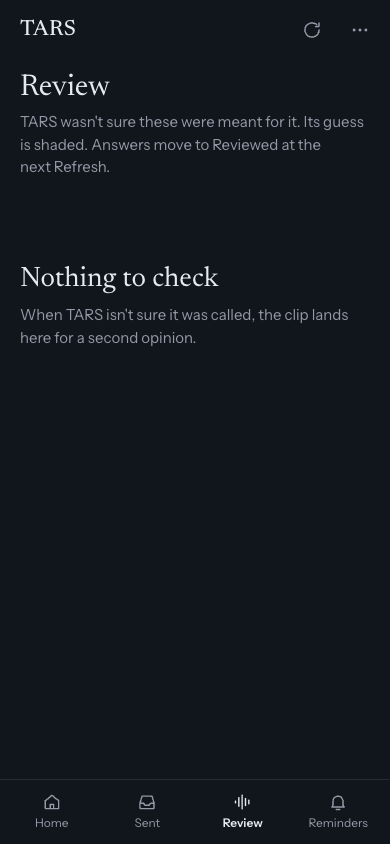 TARS
Review
TARS wasn't sure these were meant for it. Its guess
is shaded. Answers move to Reviewed at the
next Refresh.
Nothing to check
When TARS isn't sure it was called, the clip lands
here for a second opinion.
Home
Sent
Review
Reminders